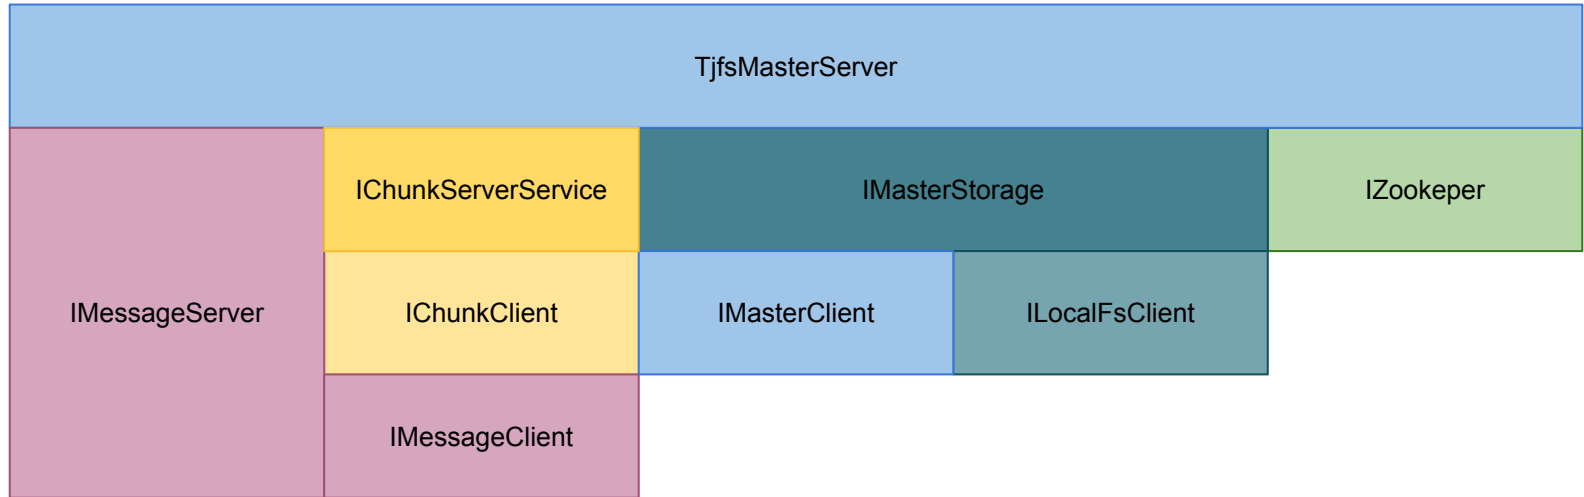 TjfsMasterServer
IChunkServerService
IMasterStorage
IZookeper
IMessageServer
IChunkClient
IMasterClient
ILocalFsClient
IMessageClient